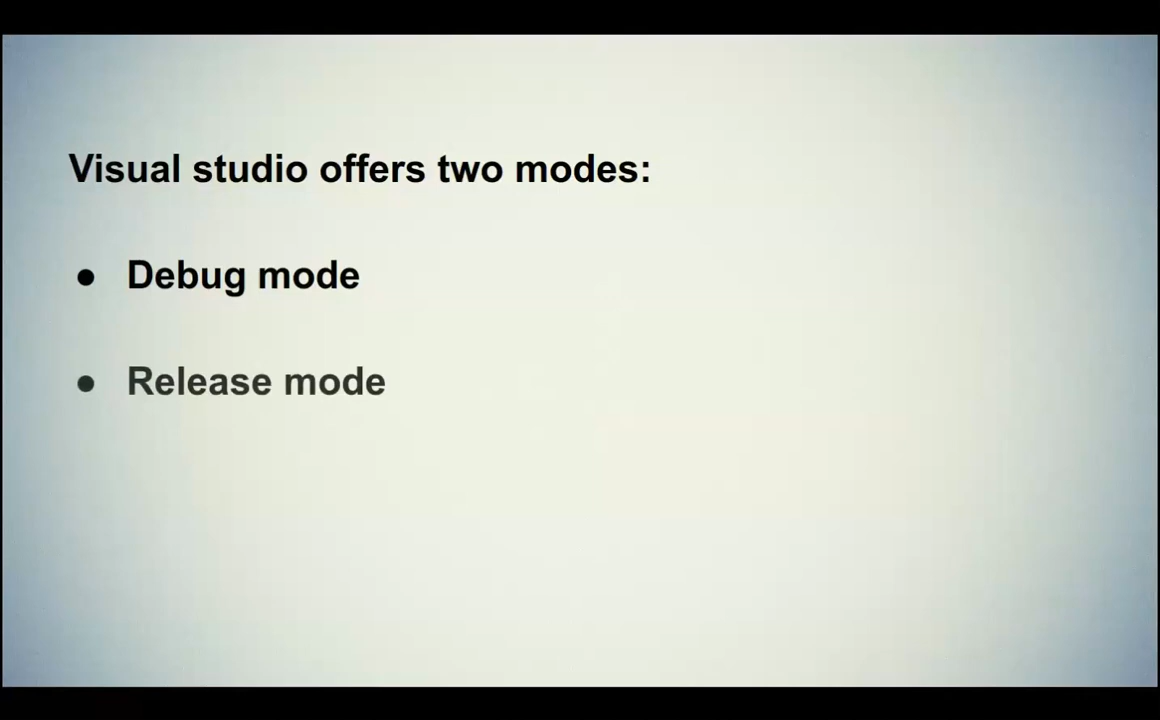 Visual studio offers two modes:
● Debug mode
● Release mode